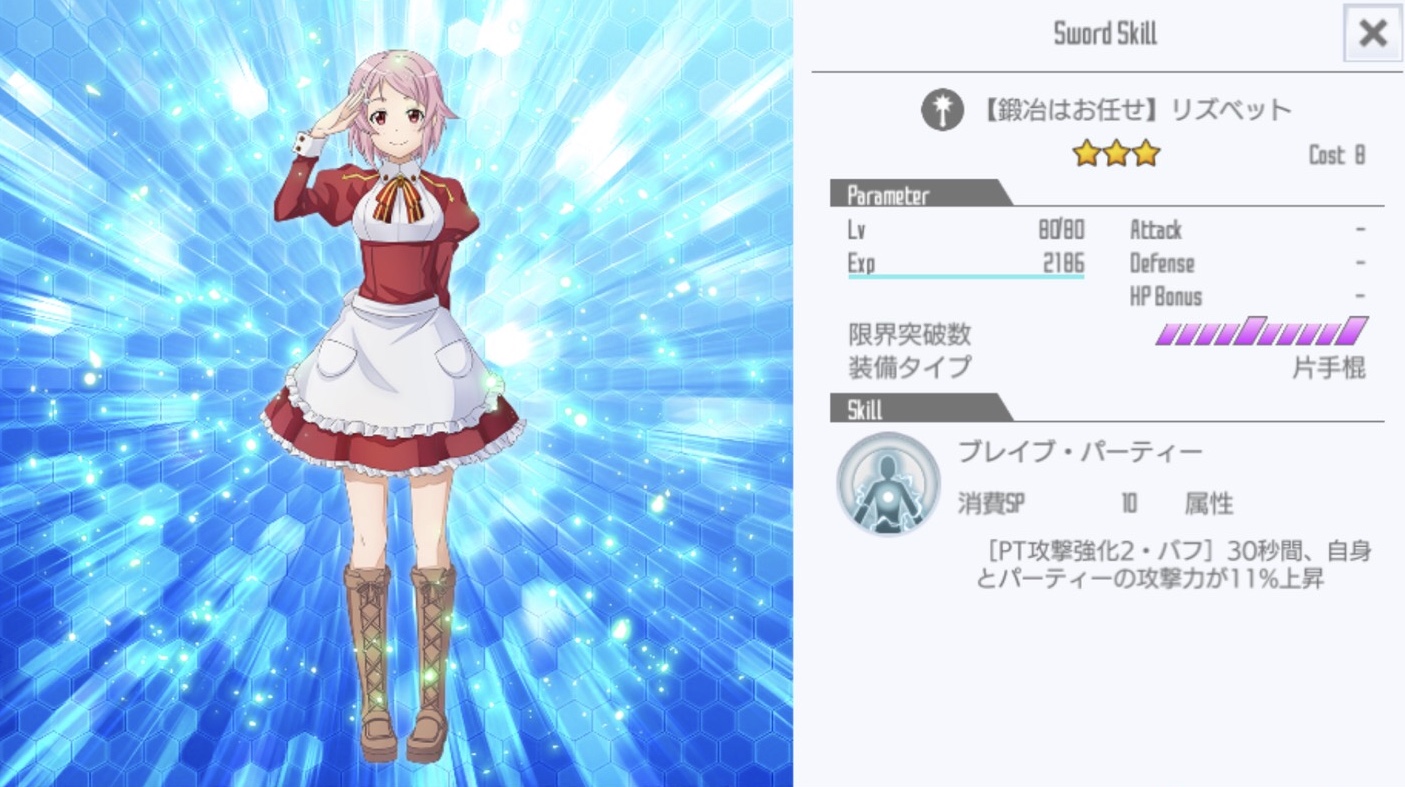 Sword Skill
【鍛冶はお任せ】リズベット
Cost 8
Parameter
Lv 80/80 Attack -
Exp 2186 Defense -
HP Bonus -
限界突破数
装備タイプ 片手棍
Skill
ブレイブ・パーティー
消費SP 10 属性
［PT攻撃強化2・バフ］30秒間、自身
とパーティーの攻撃力が11%上昇